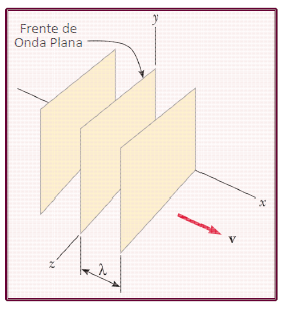 Frente de
Onda Plana
y
x
v
z
λ